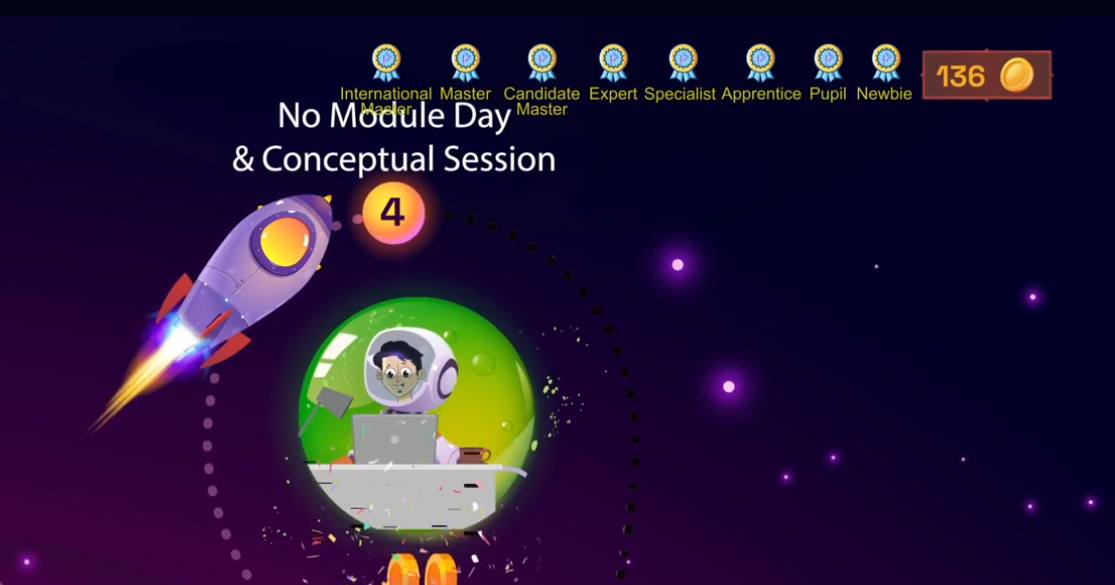 International Master
Master
Candidate Master
Expert
Specialist
Apprentice
Pupil
Newbie
136
No Module Day
& Conceptual Session
4